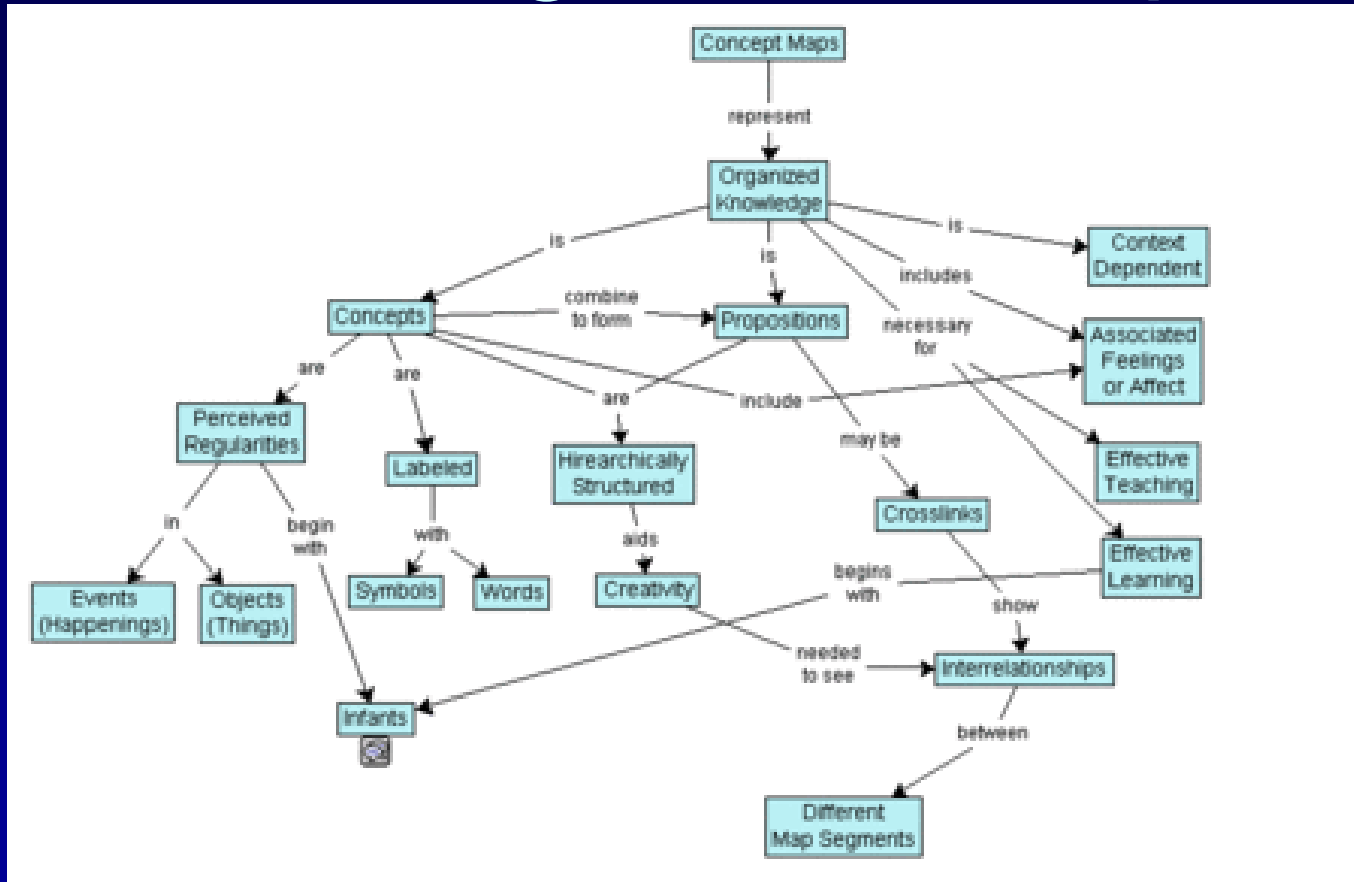 Concept Maps
represent
Organized
Knowledge
is
is
is
Context
Dependent
includes
Concepts
combine
to form
Propositions
necessary
for
Associated
Feelings
or Affect
are
are
are
include
Perceived
Regularities
may be
Labeled
Hirearchically
Structured
Effective
Teaching
Crosslinks
in
begin
with
with
aids
Effective
Learning
begins
with
Events
(Happenings)
Objects
(Things)
Symbols
Words
Creativity
show
needed
to see
Interrelationships
Infants
between
Different
Map Segments